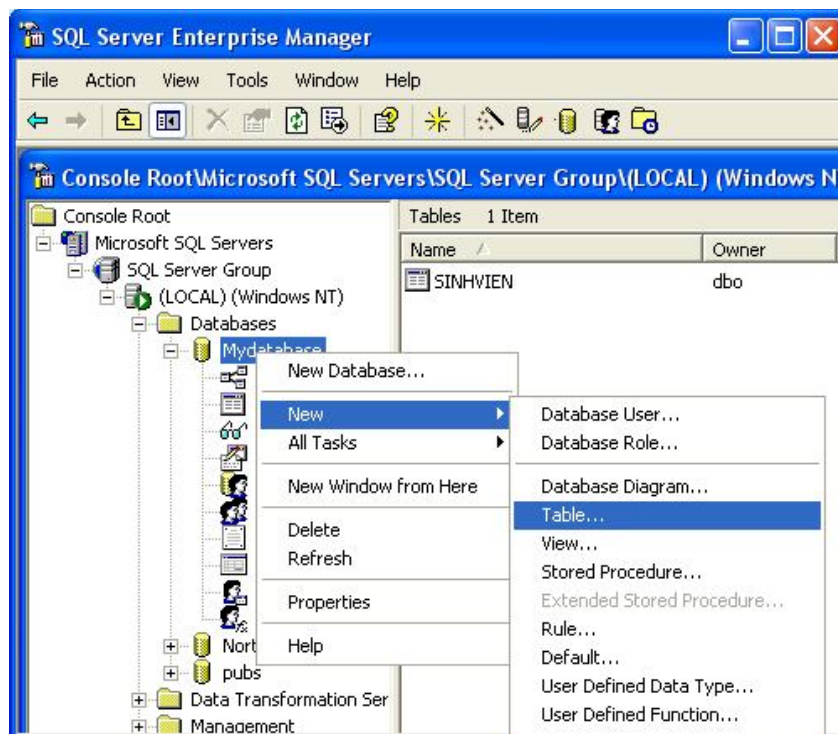 SQL Server Enterprise Manager
File Action View Tools Window Help
Console Root\Microsoft SQL Servers\SQL Server Group\(LOCAL) (Windows N
Console Root
Microsoft SQL Servers
SQL Server Group
(LOCAL) (Windows NT)
Databases
Mydatabase
Nort
pubs
Data Transformation Ser
Management
Tables 1 Item
Name Owner
SINHVIEN dbo
New Database...
New
All Tasks
New Window from Here
Delete
Refresh
Properties
Help
Database User...
Database Role...
Database Diagram...
Table...
View...
Stored Procedure...
Extended Stored Procedure...
Rule...
Default...
User Defined Data Type...
User Defined Function...